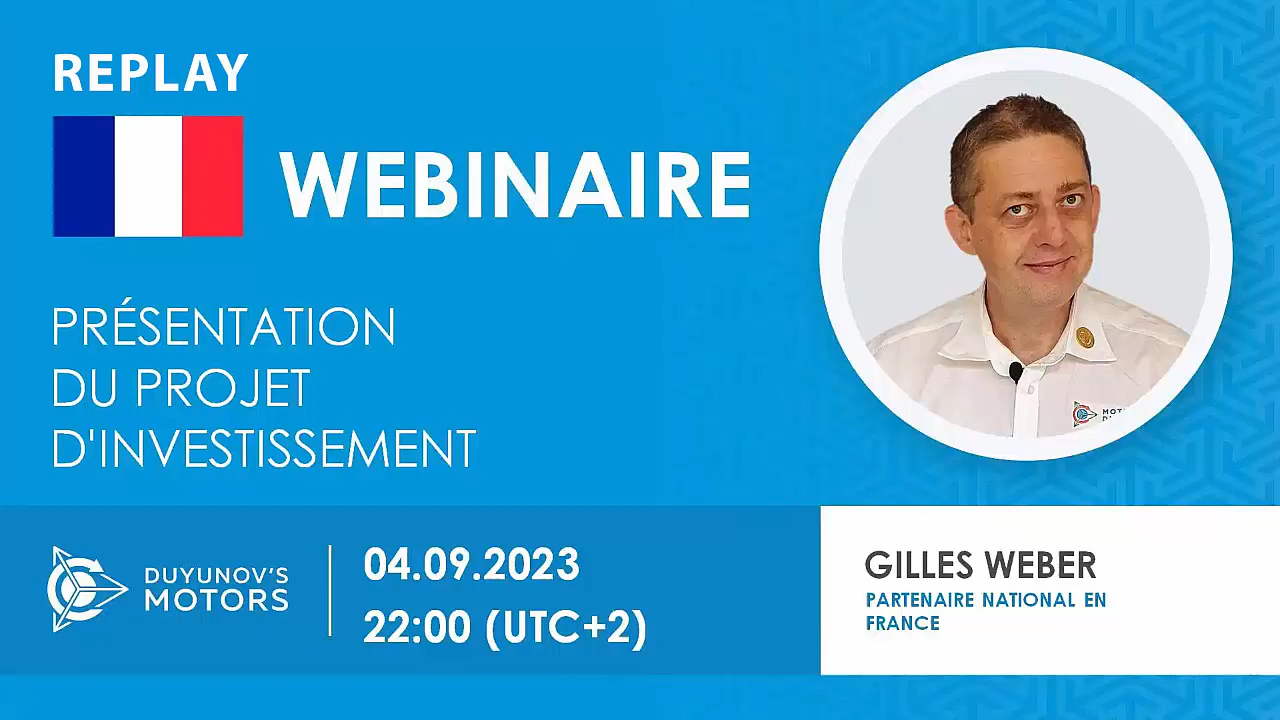 REPLAY
WEBINAIRE
PRÉSENTATION
DU PROJET
D'INVESTISSEMENT
DUYUNOV'S
MOTORS
04.09.2023
22:00 (UTC+2)
GILLES WEBER
PARTENAIRE NATIONAL EN
FRANCE